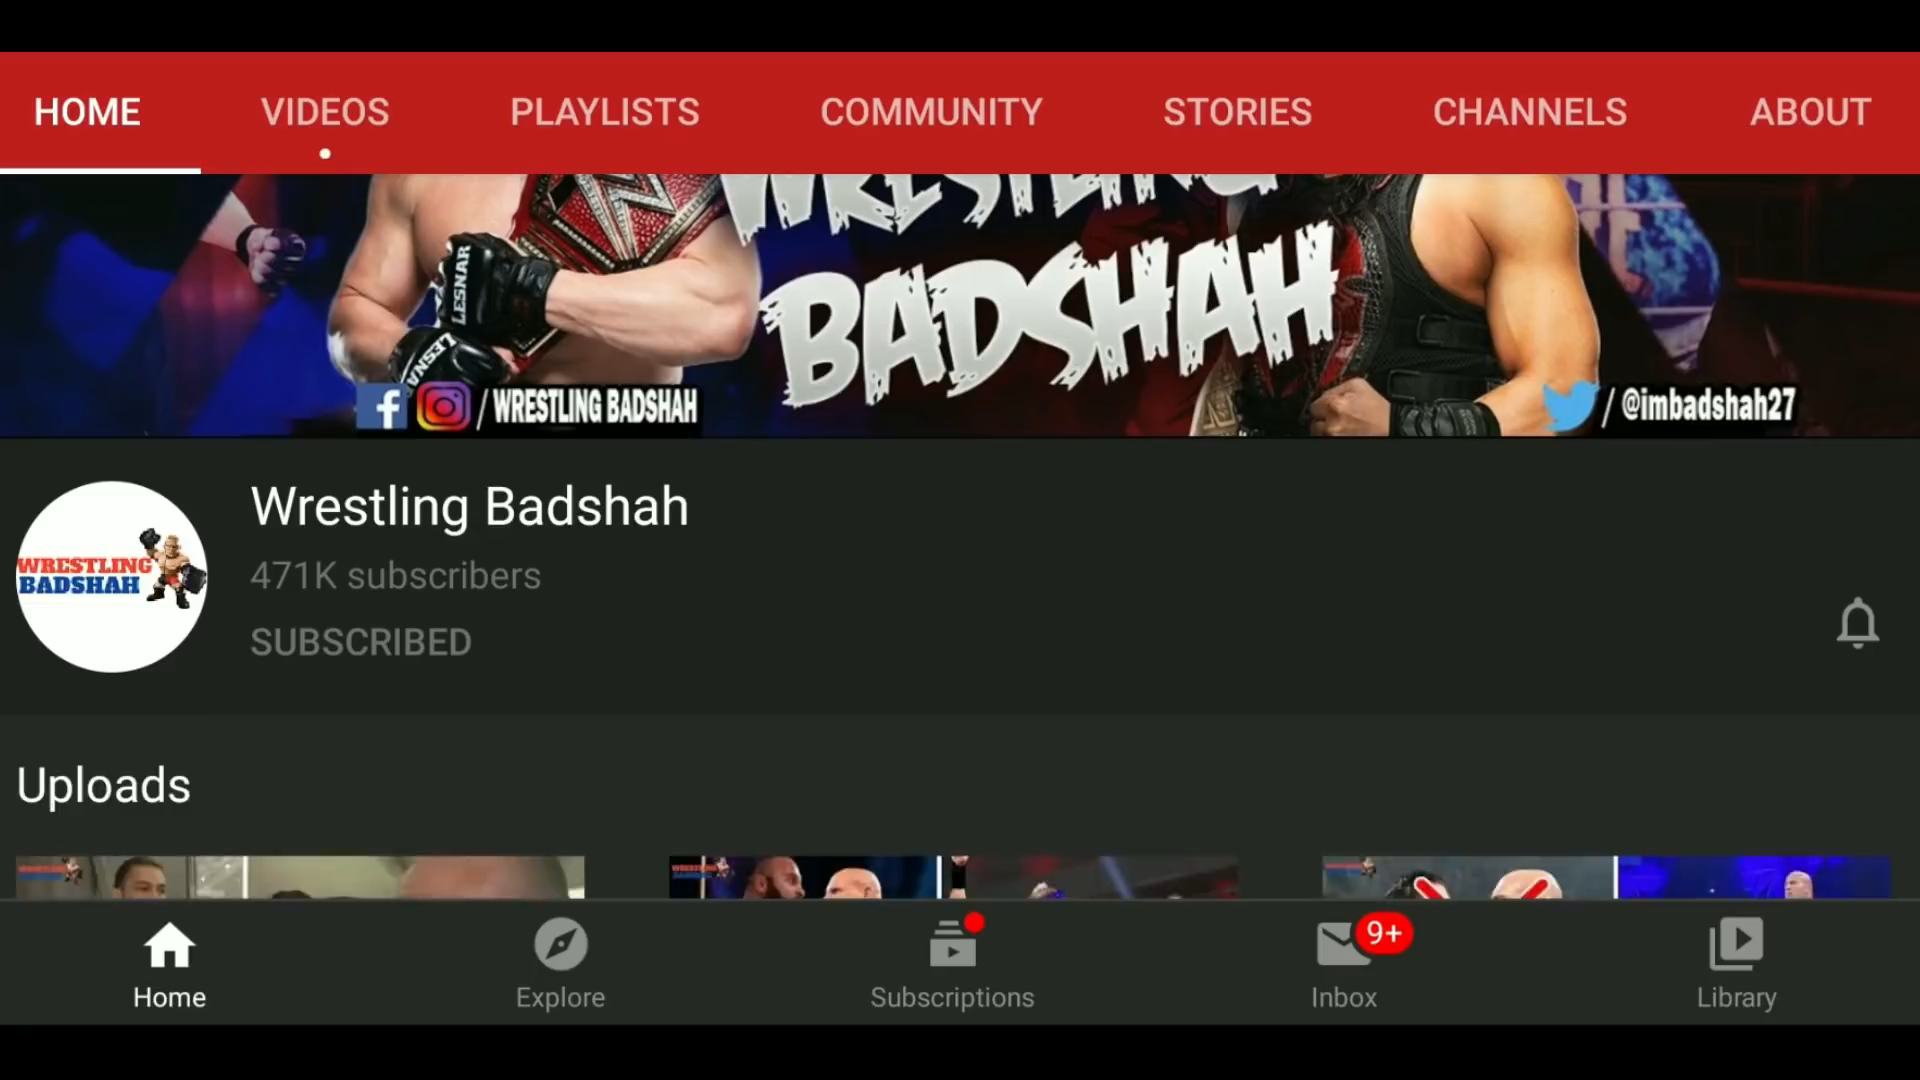 HOME VIDEOS PLAYLISTS COMMUNITY STORIES CHANNELS ABOUT
WRESTLING
BADSHAH
LESNAR
/ WRESTLING BADSHAH
/ @imbadshah27
Wrestling Badshah
471K subscribers
SUBSCRIBED
WRESTLING
BADSHAH
Uploads
9+
Home Explore Subscriptions Inbox Library